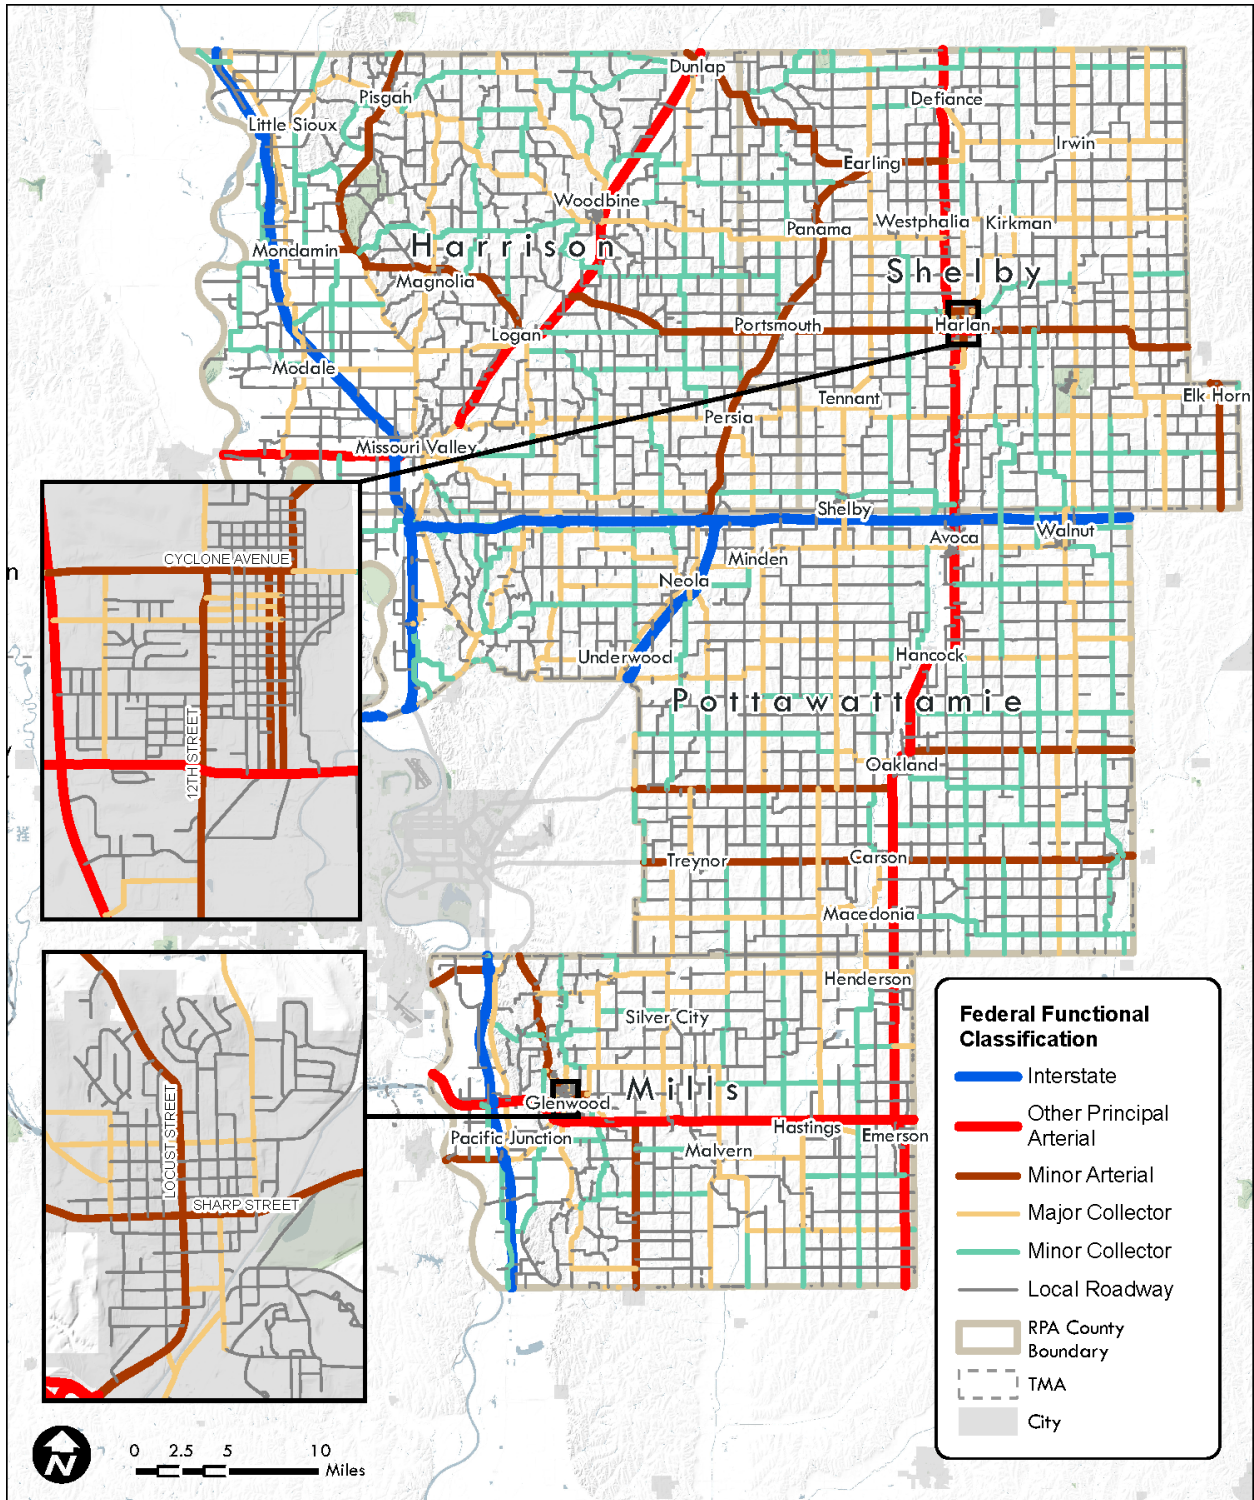 Dunlap
Pisgah
Defiance
Little Sioux
Irwin
Earling
Woodbine
Westphalia
Kirkman
Panama
Mondamin
Harrison
Shelby
Magnolia
Portsmouth
Harlan
Logan
Modale
Tennant
Elk Horn
Persia
Missouri Valley
Shelby
Walnut
Avoca
CYCLONE AVENUE
Minden
n
Neola
Underwood
Hancock
Pottawattamie
12TH STREET
Oakland
Treynor
Carson
Macedonia
Henderson
Silver City
Mills
Glenwood
Hastings
Emerson
Pacific Junction
Malvern
LOCUST STREET
SHARP STREET
Federal Functional
Classification
Interstate
Other Principal
Arterial
Minor Arterial
Major Collector
Minor Collector
Local Roadway
RPA County
Boundary
TMA
City
N
0 2.5 5 10
Miles